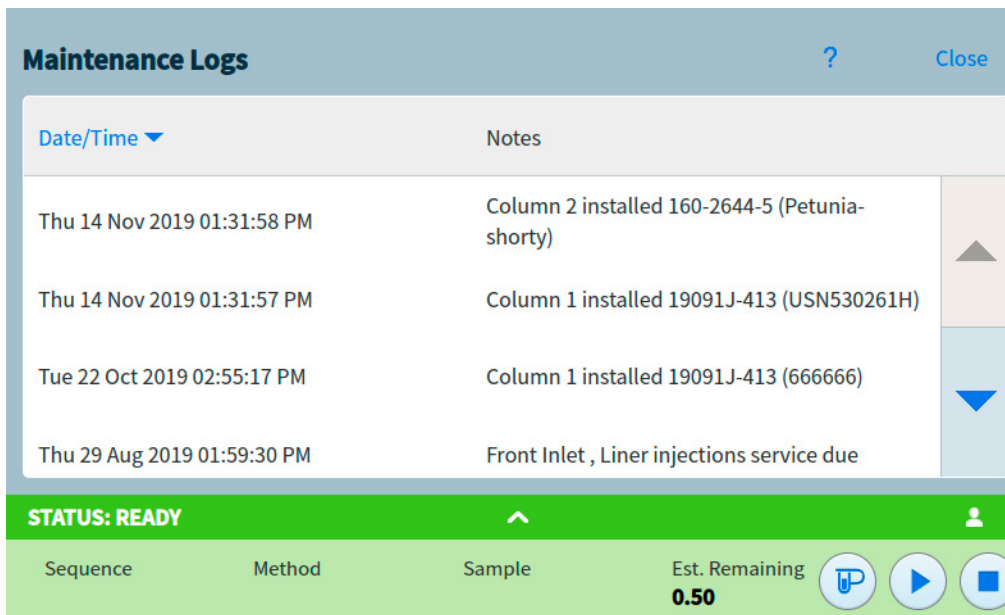 Maintenance Logs ? Close
Date/Time Notes
Thu 14 Nov 2019 01:31:58 PM Column 2 installed 160-2644-5 (Petunia-
shorty)
Thu 14 Nov 2019 01:31:57 PM Column 1 installed 19091J-413 (USN530261H)
Tue 22 Oct 2019 02:55:17 PM Column 1 installed 19091J-413 (666666)
Thu 29 Aug 2019 01:59:30 PM Front Inlet , Liner injections service due
STATUS: READY
Sequence Method Sample Est. Remaining
0.50